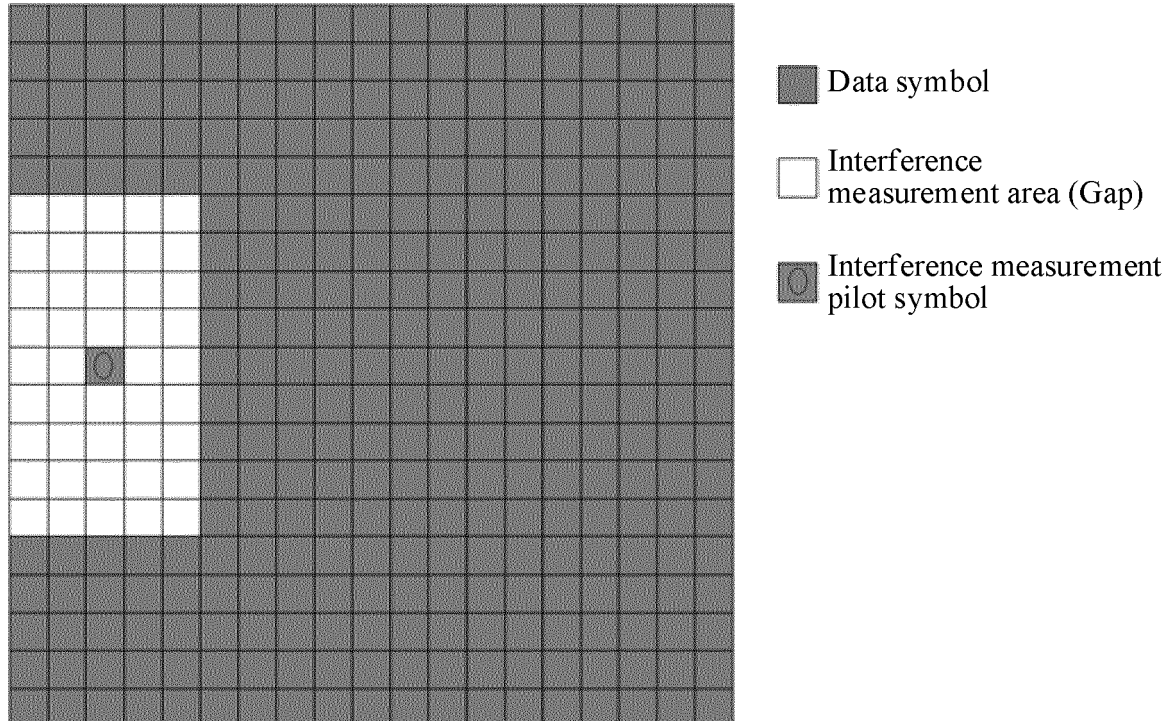 Data symbol
Interference
measurement area (Gap)
Interference measurement
pilot symbol